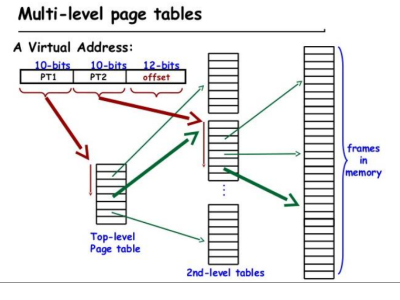 Multi-level page tables
A Virtual Address:
10-bits 10-bits 12-bits
PT1 PT2 offset
frames
in
memory
Top-level
Page table
2nd-level tables